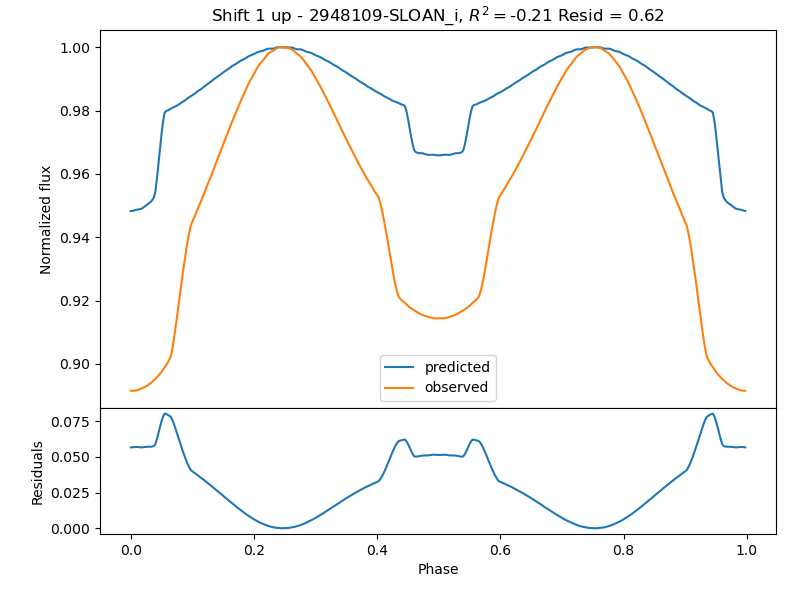 Shift 1 up - 2948109-SLOAN_i, R²=-0.21 Resid = 0.62
Normalized flux
1.00
0.98
0.96
0.94
0.92
0.90
predicted
observed
Residuals
0.075
0.050
0.025
0.000
0.0 0.2 0.4 0.6 0.8 1.0
Phase